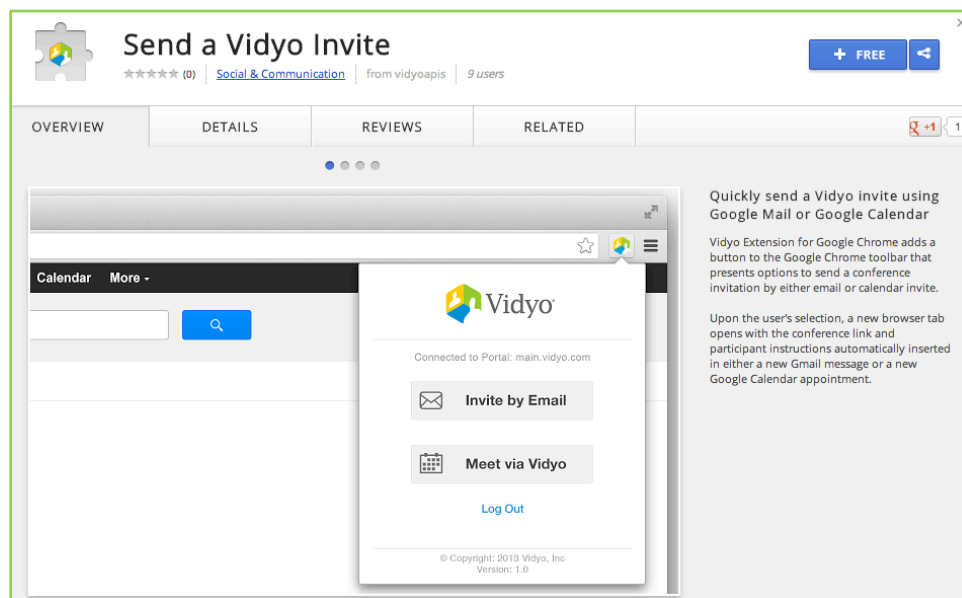 Send a Vidyo Invite
(0) Social & Communication from vidyoapis 9 users
+ FREE
OVERVIEW DETAILS REVIEWS RELATED
g +1 1
Calendar More
Vidyo
Connected to Portal: main.vidyo.com
Invite by Email
Meet via Vidyo
Log Out
© Copyright: 2013 Vidyo, Inc
Version: 1.0
Quickly send a Vidyo invite using
Google Mail or Google Calendar
Vidyo Extension for Google Chrome adds a
button to the Google Chrome toolbar that
presents options to send a conference
invitation by either email or calendar invite.
Upon the user's selection, a new browser tab
opens with the conference link and
participant instructions automatically inserted
in either a new Gmail message or a new
Google Calendar appointment.